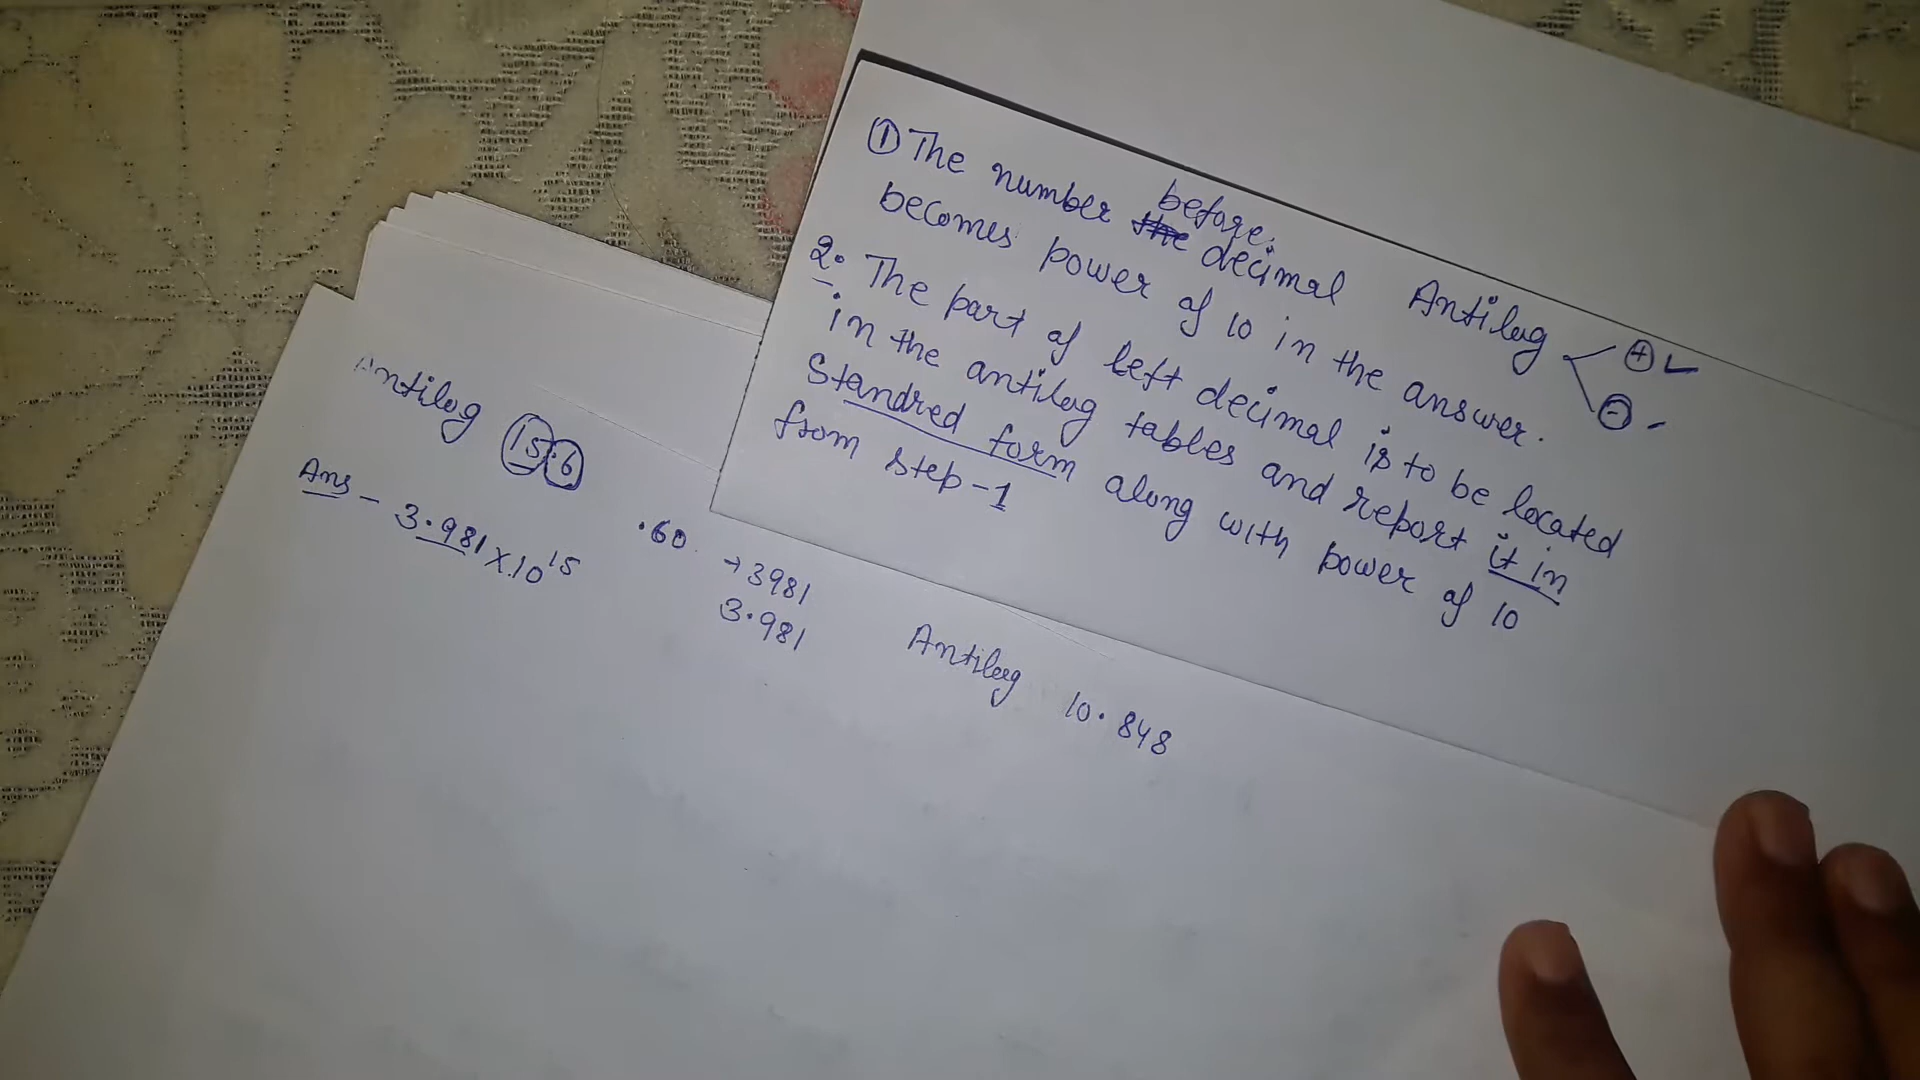 ① The number the before decimal
becomes power of 10 in the answer.
2. The part of left decimal is to be located
in the antilog tables and report it in
Standred form along with power of 10
from step-1
Antilog
+
-
Antilog 15.6
Ans - 3.981 X 10^15
.60 → 3981
3.981
Antilog 10.848